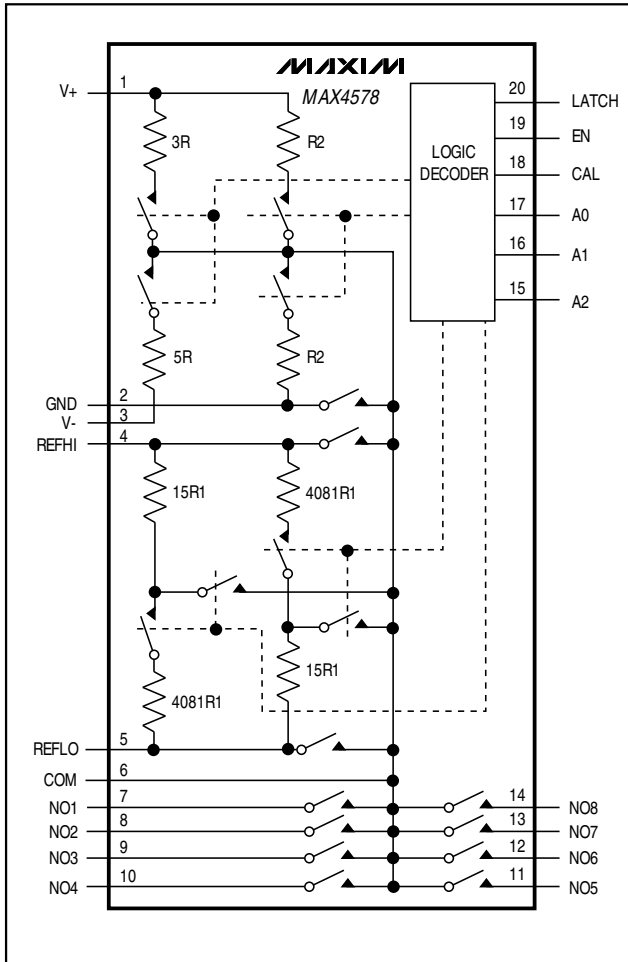 MAXIM
MAX4578
V+ 1
3R
R2
LOGIC
DECODER
20 LATCH
19 EN
18 CAL
17 A0
16 A1
15 A2
5R
R2
GND 2
V- 3
REFHI 4
15R1
4081R1
4081R1
15R1
REFLO 5
COM 6
NO1 7
14 NO8
NO2 8
13 NO7
NO3 9
12 NO6
NO4 10
11 NO5